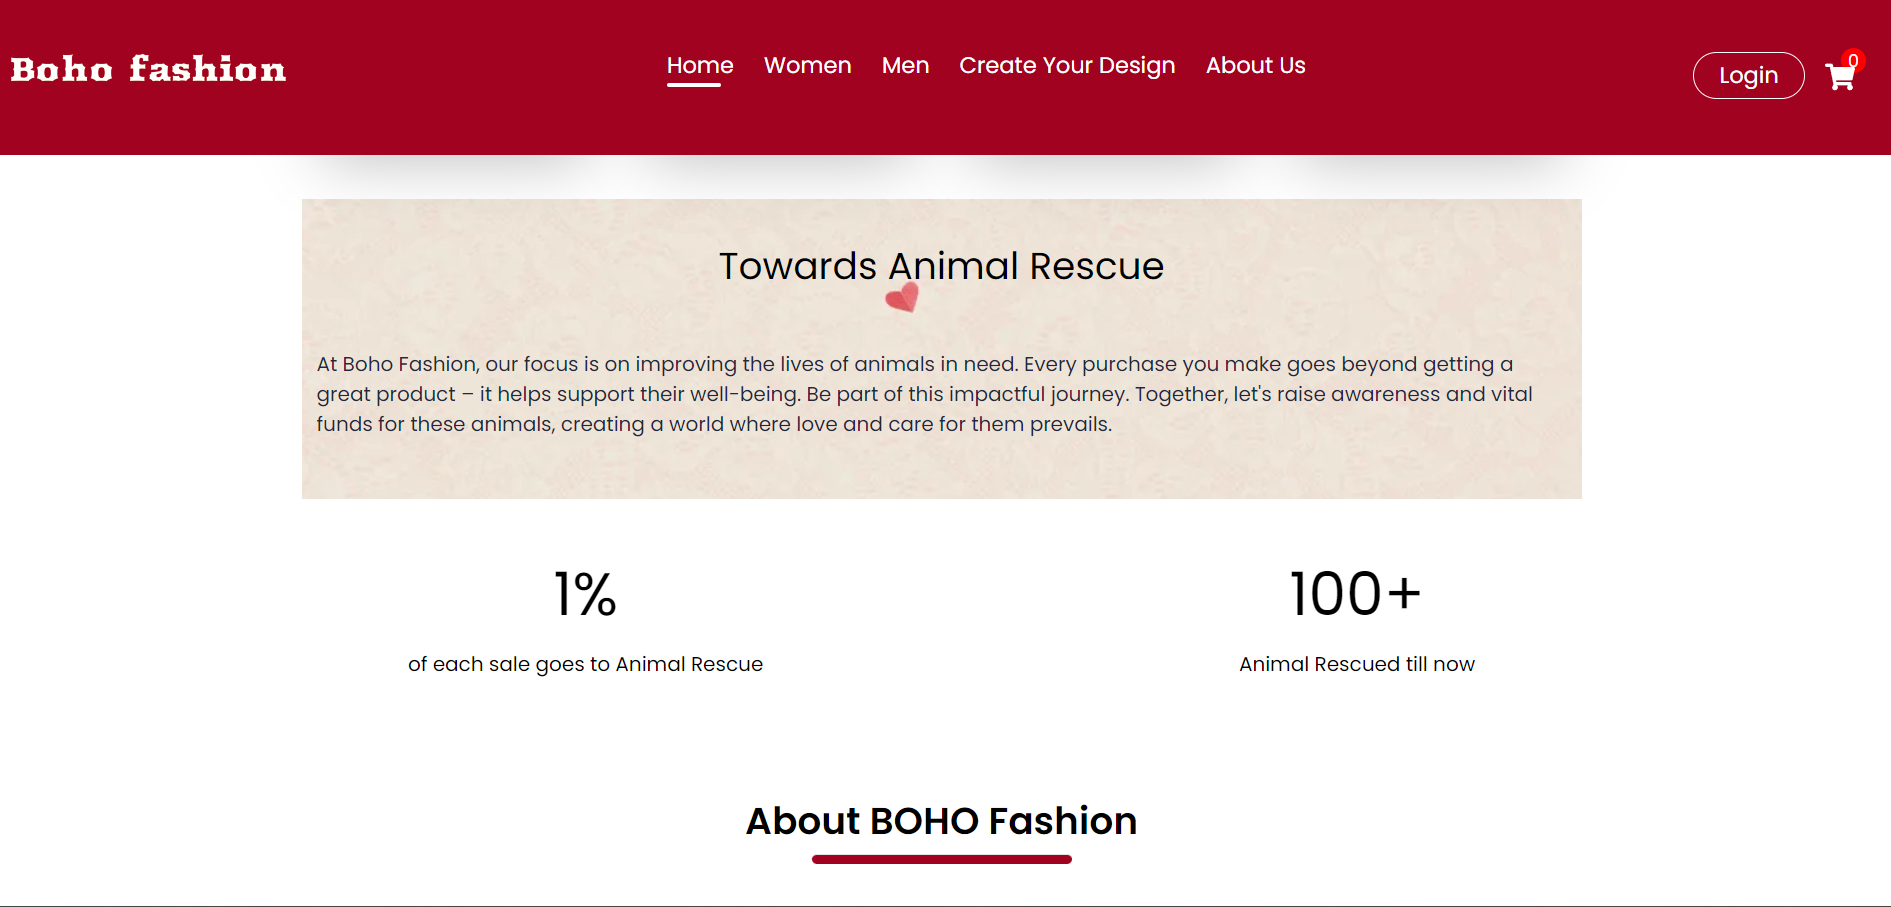 Boho fashion
Home Women Men Create Your Design About Us
Login
0
Towards Animal Rescue
At Boho Fashion, our focus is on improving the lives of animals in need. Every purchase you make goes beyond getting a
great product – it helps support their well-being. Be part of this impactful journey. Together, let's raise awareness and vital
funds for these animals, creating a world where love and care for them prevails.
1%
of each sale goes to Animal Rescue
100+
Animal Rescued till now
About BOHO Fashion